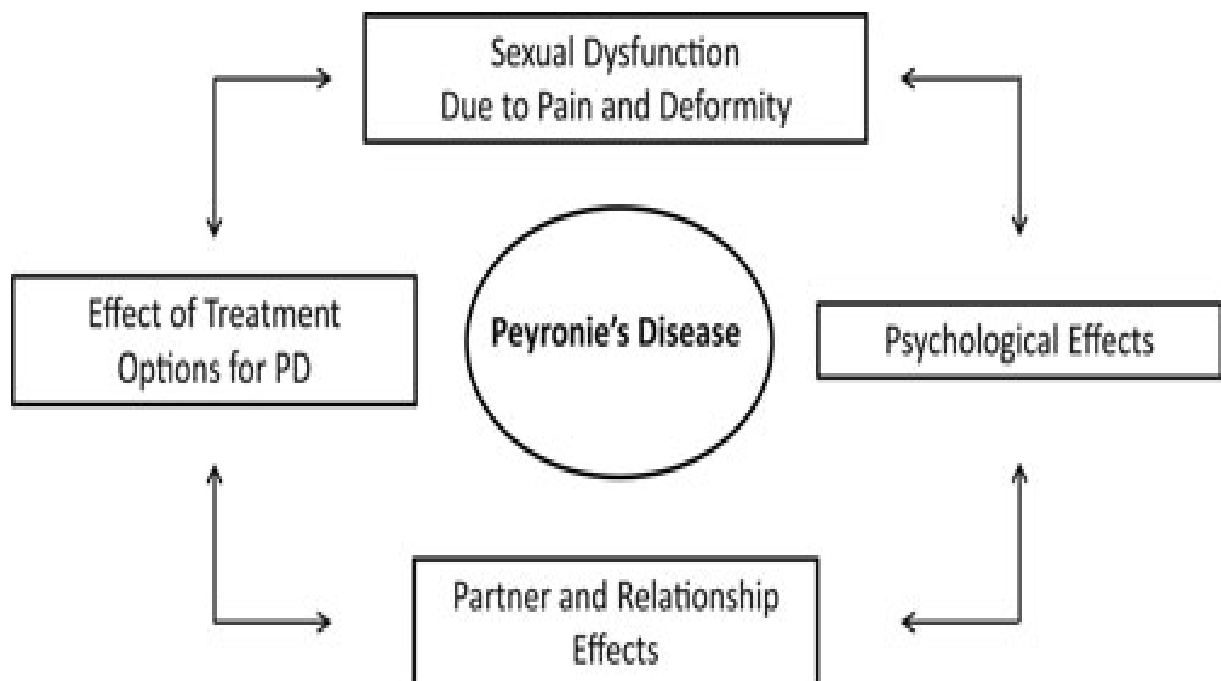 Sexual Dysfunction
Due to Pain and Deformity
Effect of Treatment
Options for PD
Peyronie's Disease
Psychological Effects
Partner and Relationship
Effects